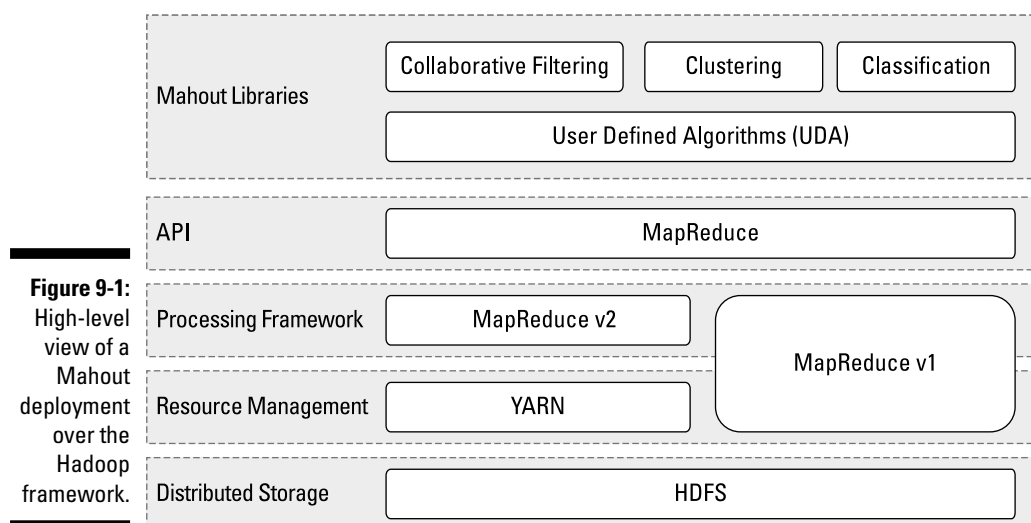 Mahout Libraries
Collaborative Filtering
Clustering
Classification
User Defined Algorithms (UDA)
API
MapReduce
Processing Framework
MapReduce v2
MapReduce v1
Resource Management
YARN
Distributed Storage
HDFS
Figure 9-1:
High-level
view of a
Mahout
deployment
over the
Hadoop
framework.